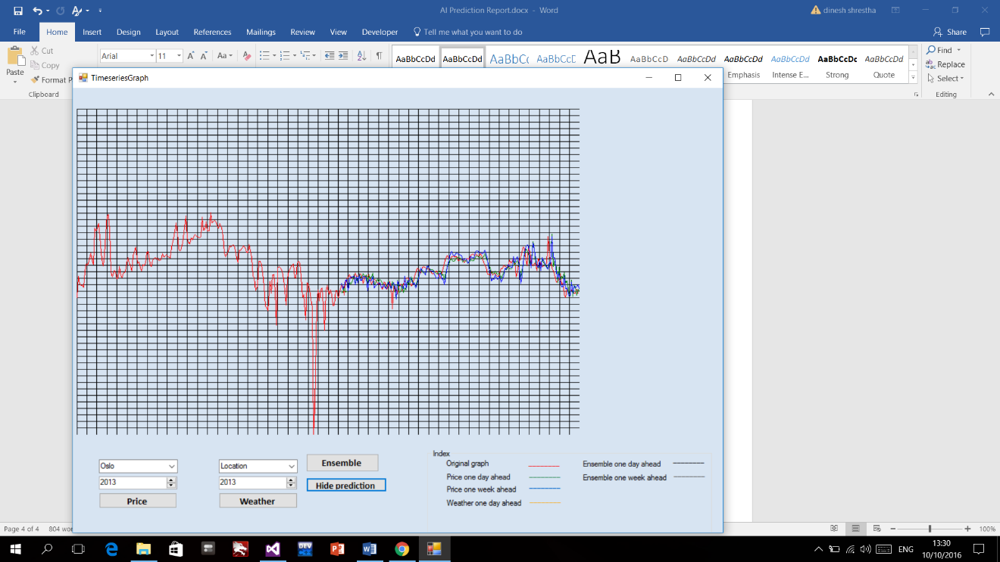 AI Prediction Report.docx - Word
dinesh shrestha
File Home Insert Design Layout References Mailings Review View Developer Tell me what you want to do Share
Paste
Cut
Copy
Format P
Clipboard
Arial 11
AaBbCcDd AaBbCcDd AaBbCc AaBbCcE AaB AaBbCcD AaBbCcDd AaBbCcDd AaBbCcDd AaBbCcDc AaBbCcDd
Emphasis Intense E... Strong Quote
Find
Replace
Select
Editing
TimeseriesGraph
Oslo
2013
Price
Location
2013
Weather
Ensemble
Hide prediction
Index
Original graph
Price one day ahead
Price one week ahead
Weather one day ahead
Ensemble one day ahead
Ensemble one week ahead
Page 4 of 4 804 wor
100%
ENG
13:30
10/10/2016